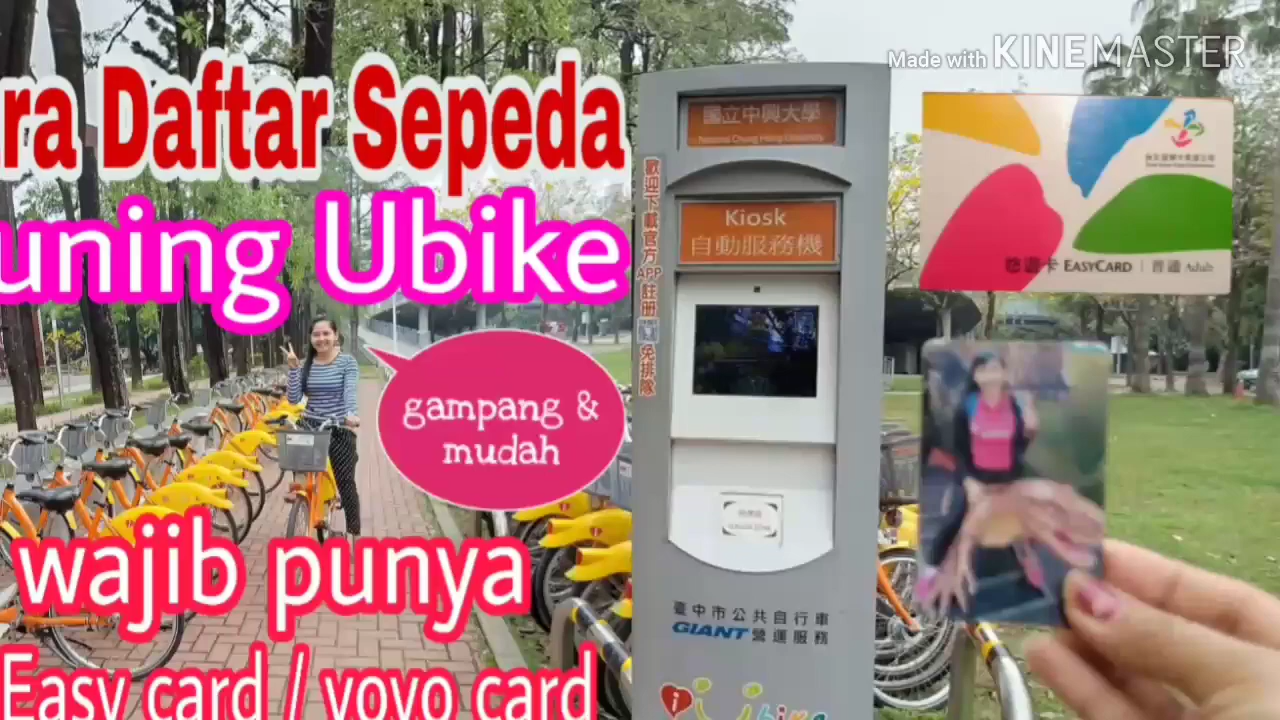 ra Daftar Sepeda
uning Ubike
gampang &
mudah
wajib punya
Easy card / yoyo card
Made with KINEMASTER
國立中興大學
National Chung Hsing University
歡迎下載官方APP註冊
免排隊
Kiosk
自動服務機
臺中市公共自行車
GIANT 營運服務
EASYCARD | 普通 Adult